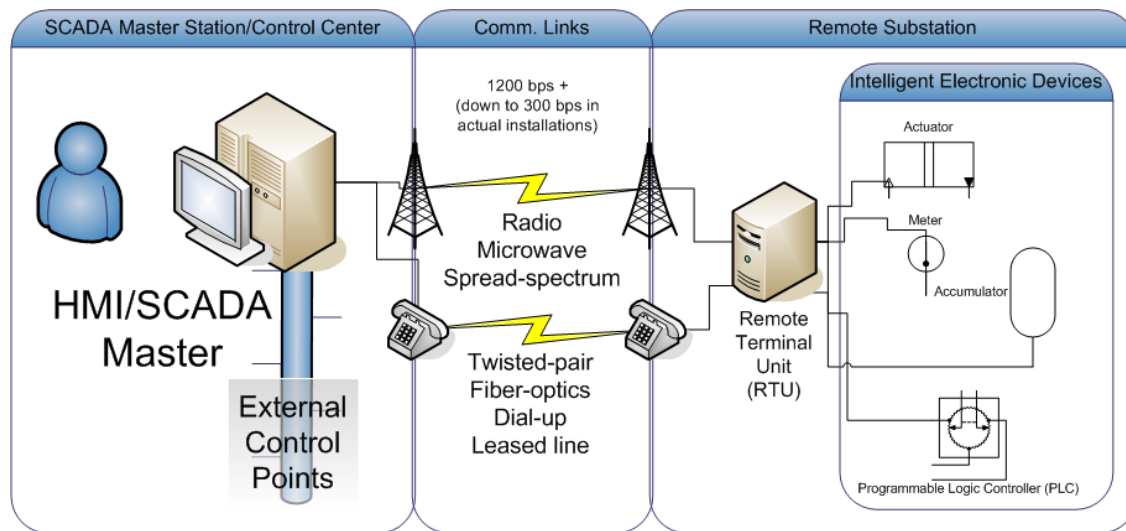 SCADA Master Station/Control Center
Comm. Links
Remote Substation
HMI/SCADA
Master
External
Control
Points
1200 bps +
(down to 300 bps in
actual installations)
Radio
Microwave
Spread-spectrum
Twisted-pair
Fiber-optics
Dial-up
Leased line
Remote
Terminal
Unit
(RTU)
Intelligent Electronic Devices
Actuator
Meter
Accumulator
Programmable Logic Controller (PLC)